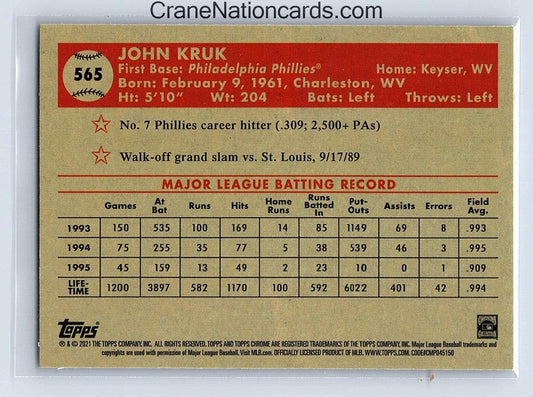 CraneNationcards.com
565
JOHN KRUK
First Base: Philadelphia Phillies® Home: Keyser, WV
Born: February 9, 1961, Charleston, WV
Ht: 5'10" Wt: 204 Bats: Left Throws: Left
No. 7 Phillies career hitter (.309; 2,500+ PAs)
Walk-off grand slam vs. St. Louis, 9/17/89
MAJOR LEAGUE BATTING RECORD
Games At Bat Runs Hits Home Runs Runs Batted In Put-Outs Assists Errors Field Avg.
1993 150 535 100 169 14 85 1149 69 8 .993
1994 75 255 35 77 5 38 539 46 3 .995
1995 45 159 13 49 2 23 10 0 1 .909
LIFE-TIME 1200 3897 582 1170 100 592 6022 401 42 .994
Topps
® & © 2021 THE TOPPS COMPANY, INC. ALL RIGHTS RESERVED. TOPPS AND TOPPS CHROME ARE REGISTERED TRADEMARKS OF THE TOPPS COMPANY, INC. Major League Baseball trademarks and
copyrights are used with permission of Major League Baseball. Visit MLB.com. OFFICIALLY LICENSED PRODUCT OF MLB. WWW.TOPPS.COM. CODE#CMPD45150